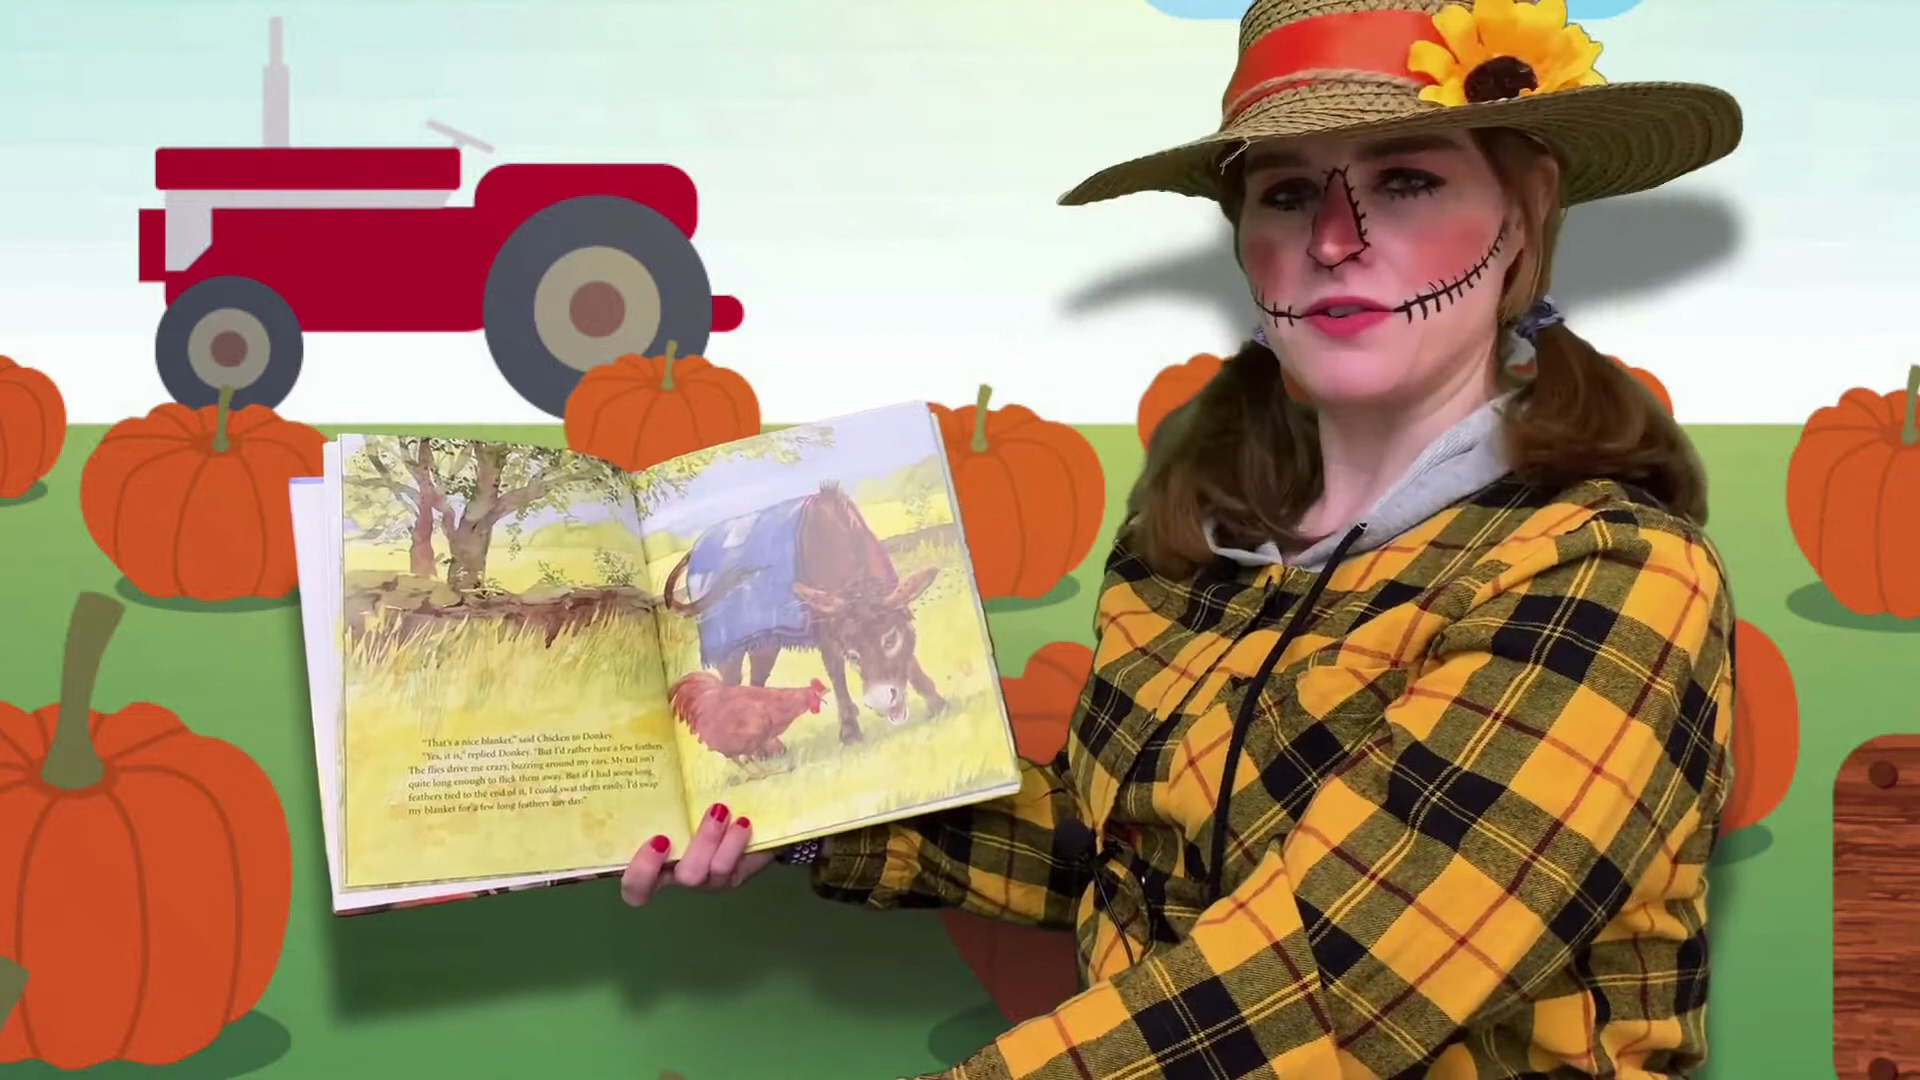 "That's a nice blanket," said Chicken to Donkey.
"Yes, it is," replied Donkey. "But I'd rather have a few feathers.
The flies drive me crazy, buzzing around my ears. My tail isn't
quite long enough to flick them away. But if I had some long
feathers tied to the end of it, I could swat them easily. I'd swap
my blanket for a few long feathers any day."